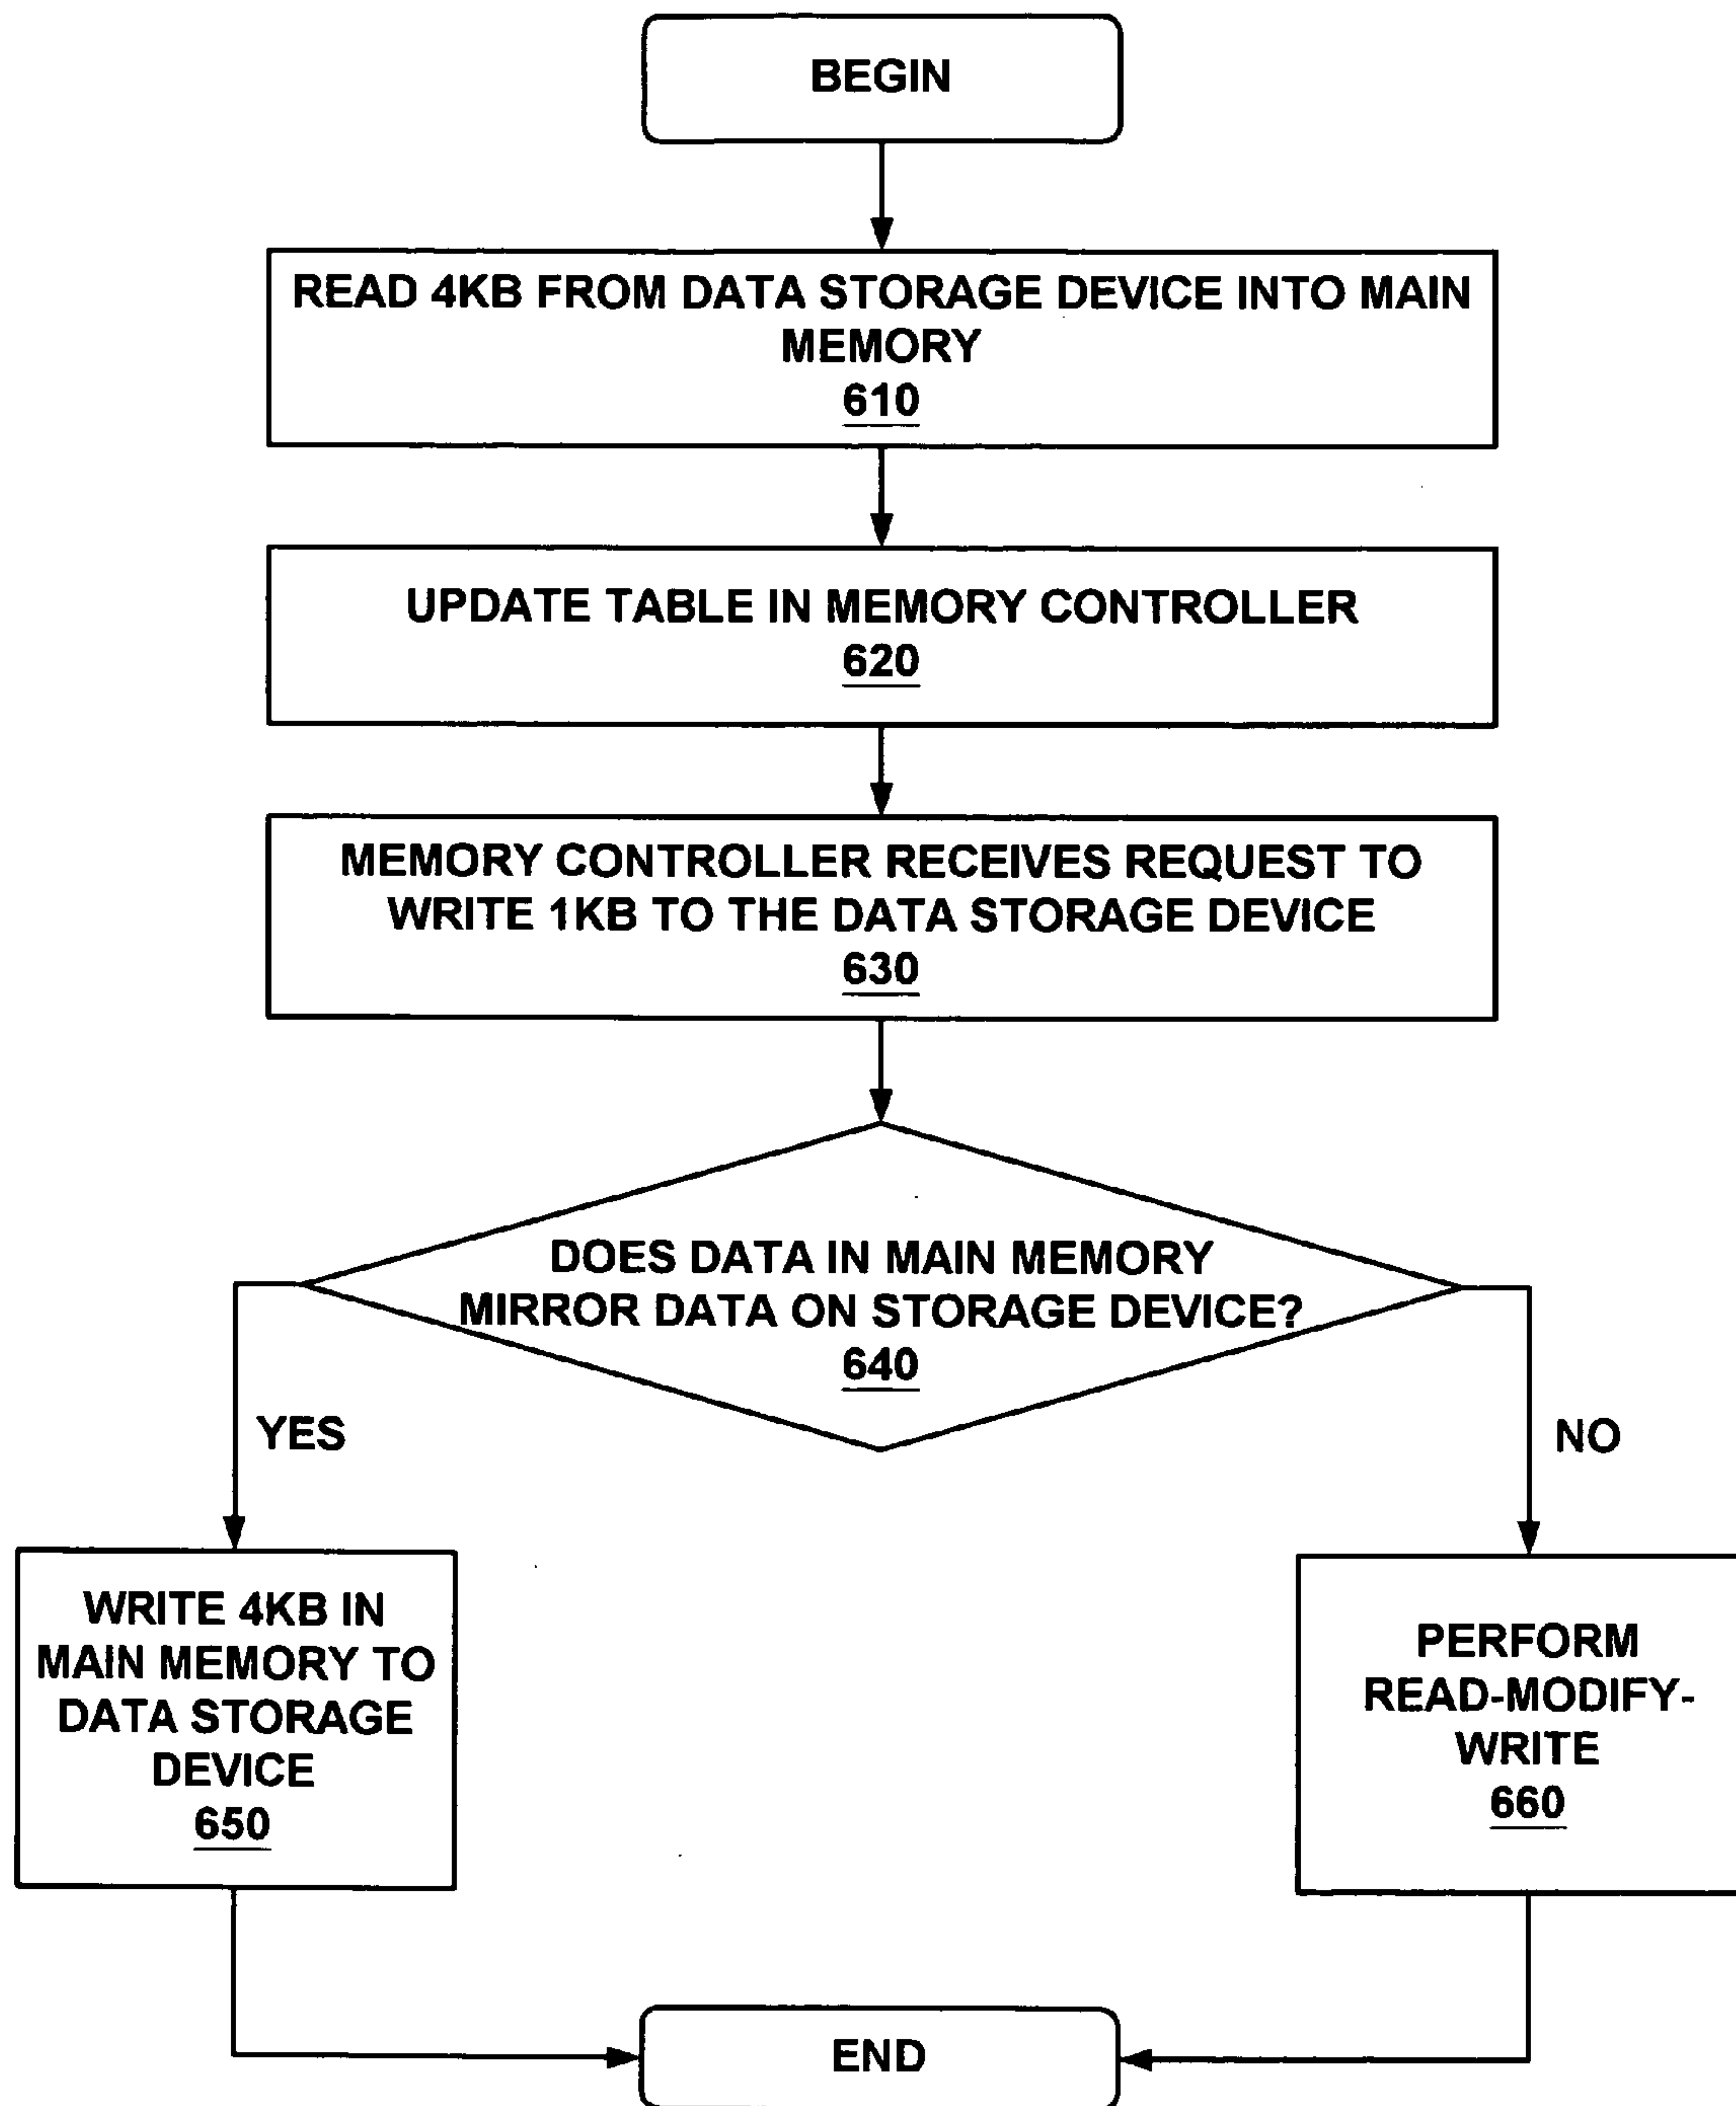 BEGIN
READ 4KB FROM DATA STORAGE DEVICE INTO MAIN
MEMORY
610
UPDATE TABLE IN MEMORY CONTROLLER
620
MEMORY CONTROLLER RECEIVES REQUEST TO
WRITE 1KB TO THE DATA STORAGE DEVICE
630
DOES DATA IN MAIN MEMORY
MIRROR DATA ON STORAGE DEVICE?
640
YES
NO
WRITE 4KB IN
MAIN MEMORY TO
DATA STORAGE
DEVICE
650
PERFORM
READ-MODIFY-
WRITE
660
END